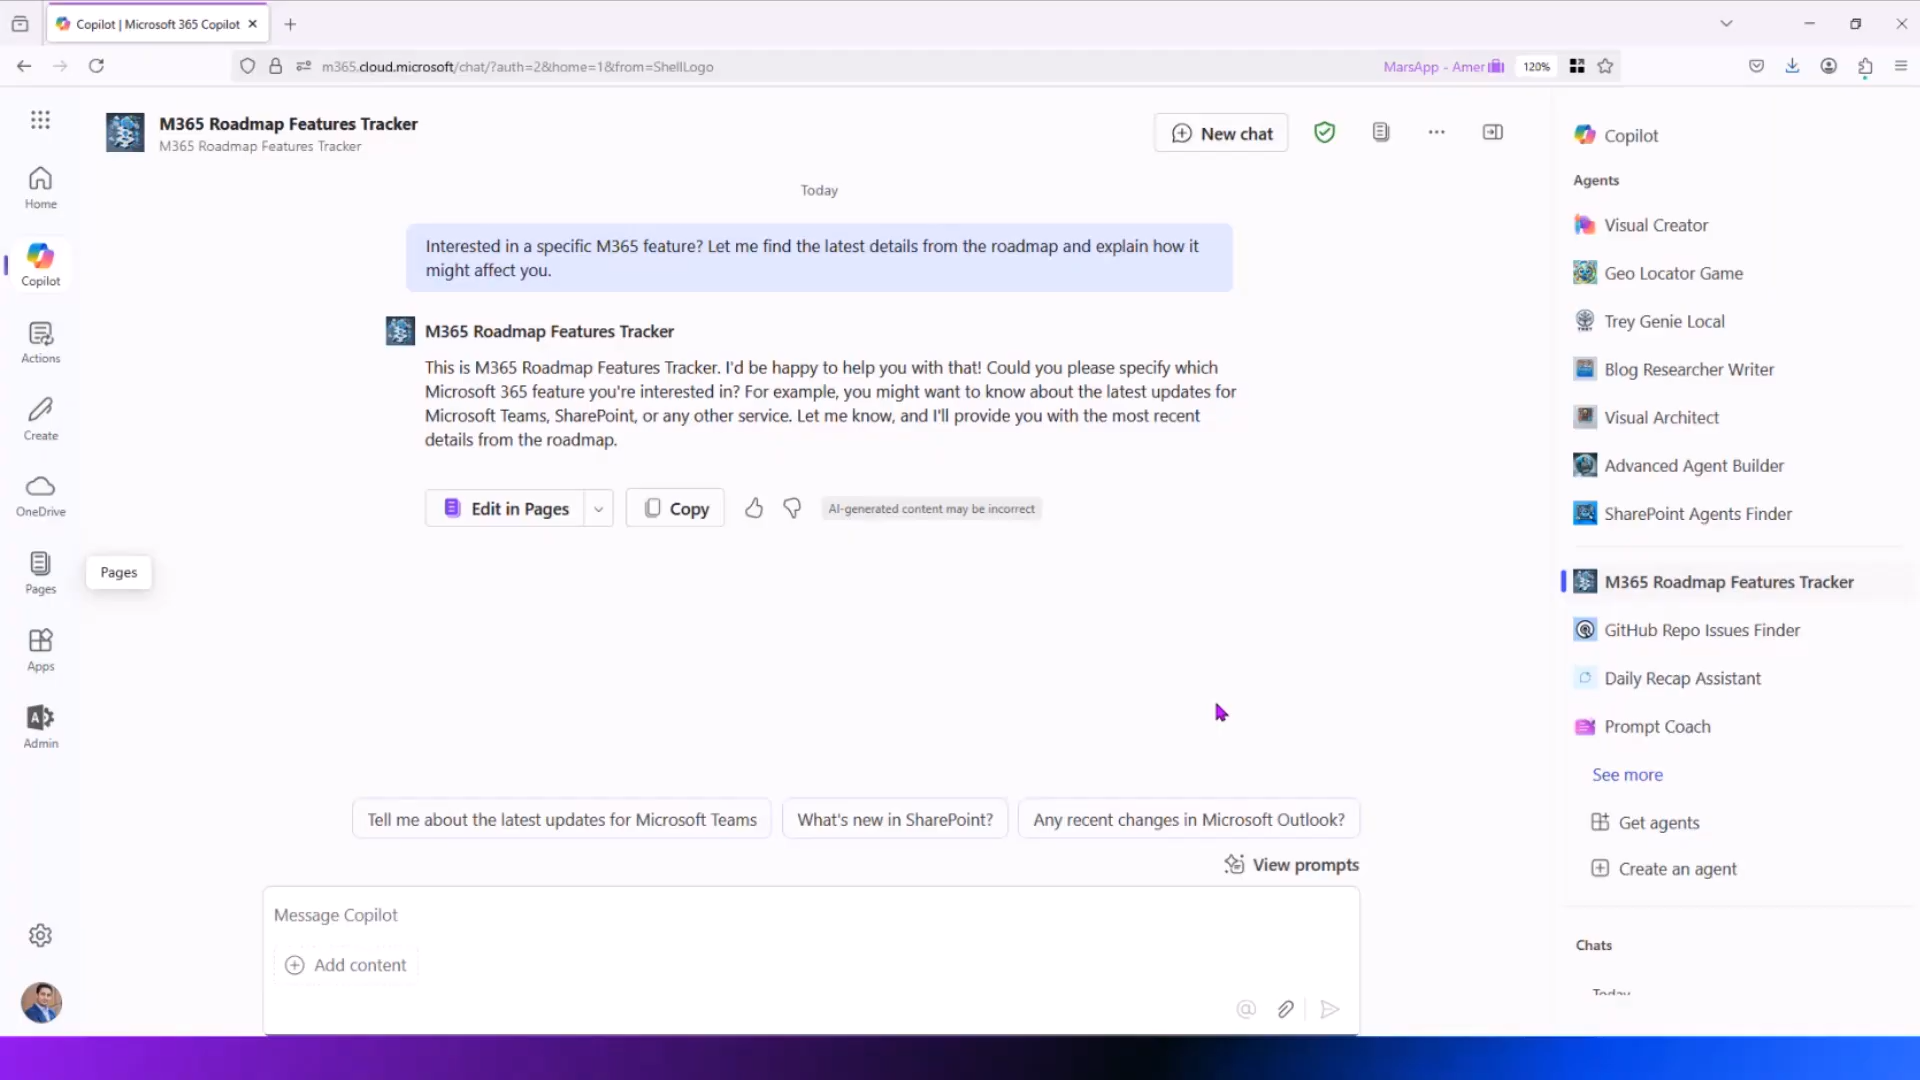 Copilot | Microsoft 365 Copilot
m365.cloud.microsoft/chat/?auth=2&home=1&from=ShellLogo
MarsApp - Amer
120%
M365 Roadmap Features Tracker
M365 Roadmap Features Tracker
New chat
Home
Copilot
Actions
Create
OneDrive
Pages
Pages
Apps
Admin
Today
Interested in a specific M365 feature? Let me find the latest details from the roadmap and explain how it
might affect you.
M365 Roadmap Features Tracker
This is M365 Roadmap Features Tracker. I'd be happy to help you with that! Could you please specify which
Microsoft 365 feature you're interested in? For example, you might want to know about the latest updates for
Microsoft Teams, SharePoint, or any other service. Let me know, and I'll provide you with the most recent
details from the roadmap.
Edit in Pages
Copy
AI-generated content may be incorrect
Tell me about the latest updates for Microsoft Teams
What's new in SharePoint?
Any recent changes in Microsoft Outlook?
View prompts
Message Copilot
Add content
Copilot
Agents
Visual Creator
Geo Locator Game
Trey Genie Local
Blog Researcher Writer
Visual Architect
Advanced Agent Builder
SharePoint Agents Finder
M365 Roadmap Features Tracker
GitHub Repo Issues Finder
Daily Recap Assistant
Prompt Coach
See more
Get agents
Create an agent
Chats
Today